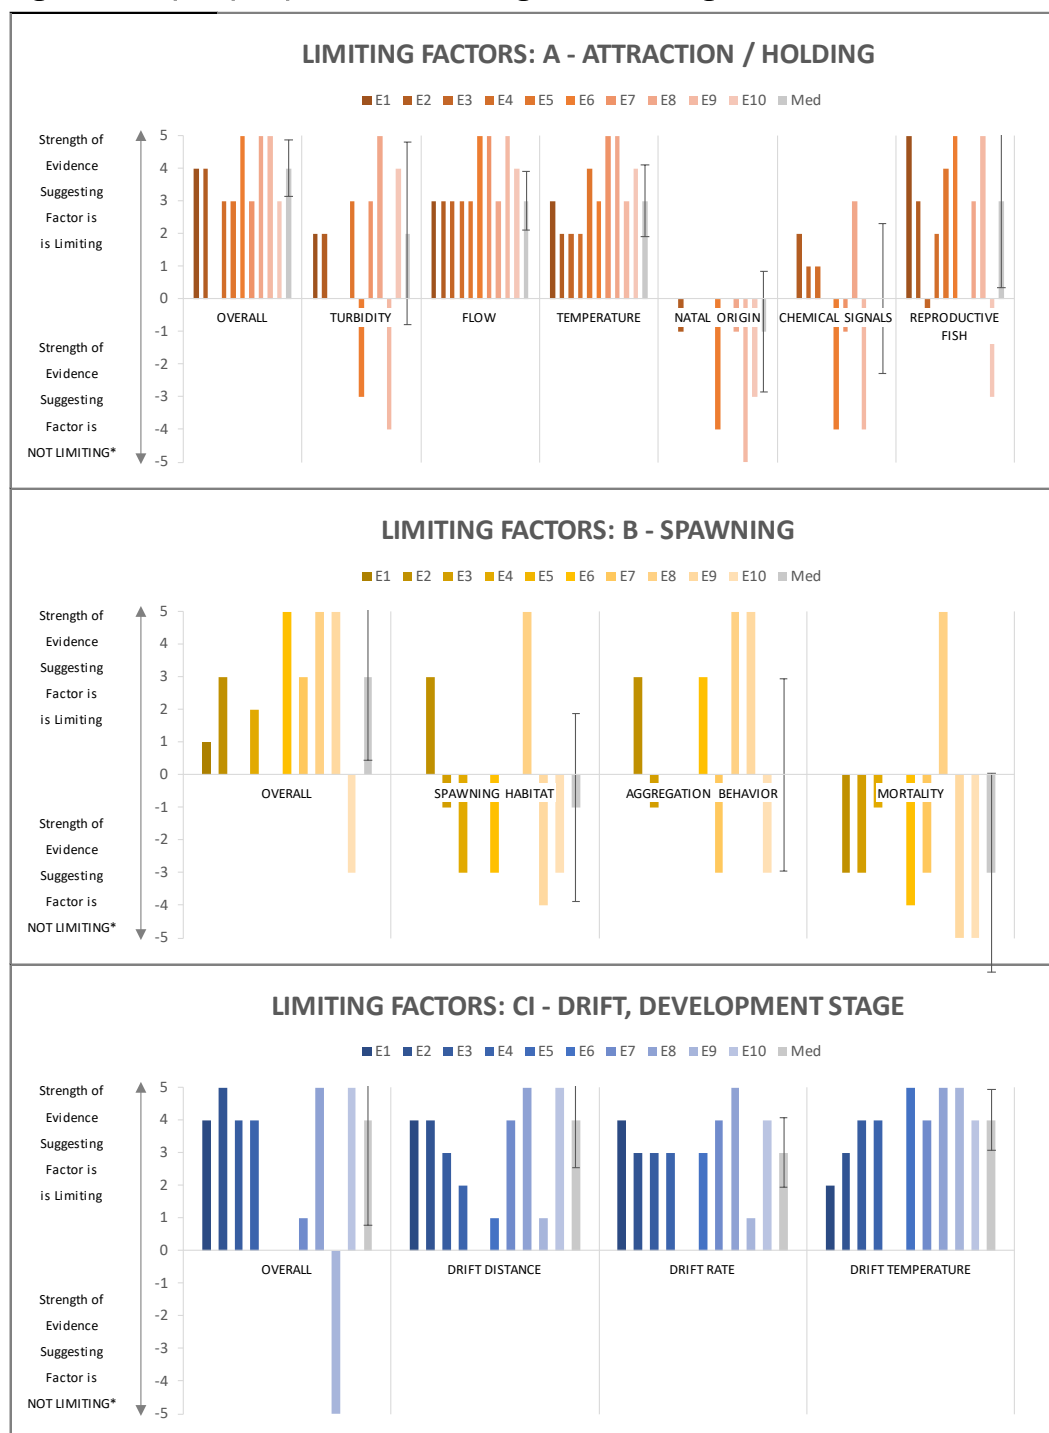 LIMITING FACTORS: A - ATTRACTION / HOLDING
E1 E2 E3 E4 E5 E6 E7 E8 E9 E10 Med
Strength of
Evidence
Suggesting
Factor is
is Limiting
Strength of
Evidence
Suggesting
Factor is
NOT LIMITING*
5
4
3
2
1
0
-1
-2
-3
-4
-5
OVERALL
TURBIDITY
FLOW
TEMPERATURE
NATAL ORIGIN
CHEMICAL SIGNALS
REPRODUCTIVE
FISH
LIMITING FACTORS: B - SPAWNING
E1 E2 E3 E4 E5 E6 E7 E8 E9 E10 Med
Strength of
Evidence
Suggesting
Factor is
is Limiting
Strength of
Evidence
Suggesting
Factor is
NOT LIMITING*
5
4
3
2
1
0
-1
-2
-3
-4
-5
OVERALL
SPAWNING HABITAT
AGGREGATION BEHAVIOR
MORTALITY
LIMITING FACTORS: CI - DRIFT, DEVELOPMENT STAGE
E1 E2 E3 E4 E5 E6 E7 E8 E9 E10 Med
Strength of
Evidence
Suggesting
Factor is
is Limiting
Strength of
Evidence
Suggesting
Factor is
NOT LIMITING*
5
4
3
2
1
0
-1
-2
-3
-4
-5
OVERALL
DRIFT DISTANCE
DRIFT RATE
DRIFT TEMPERATURE